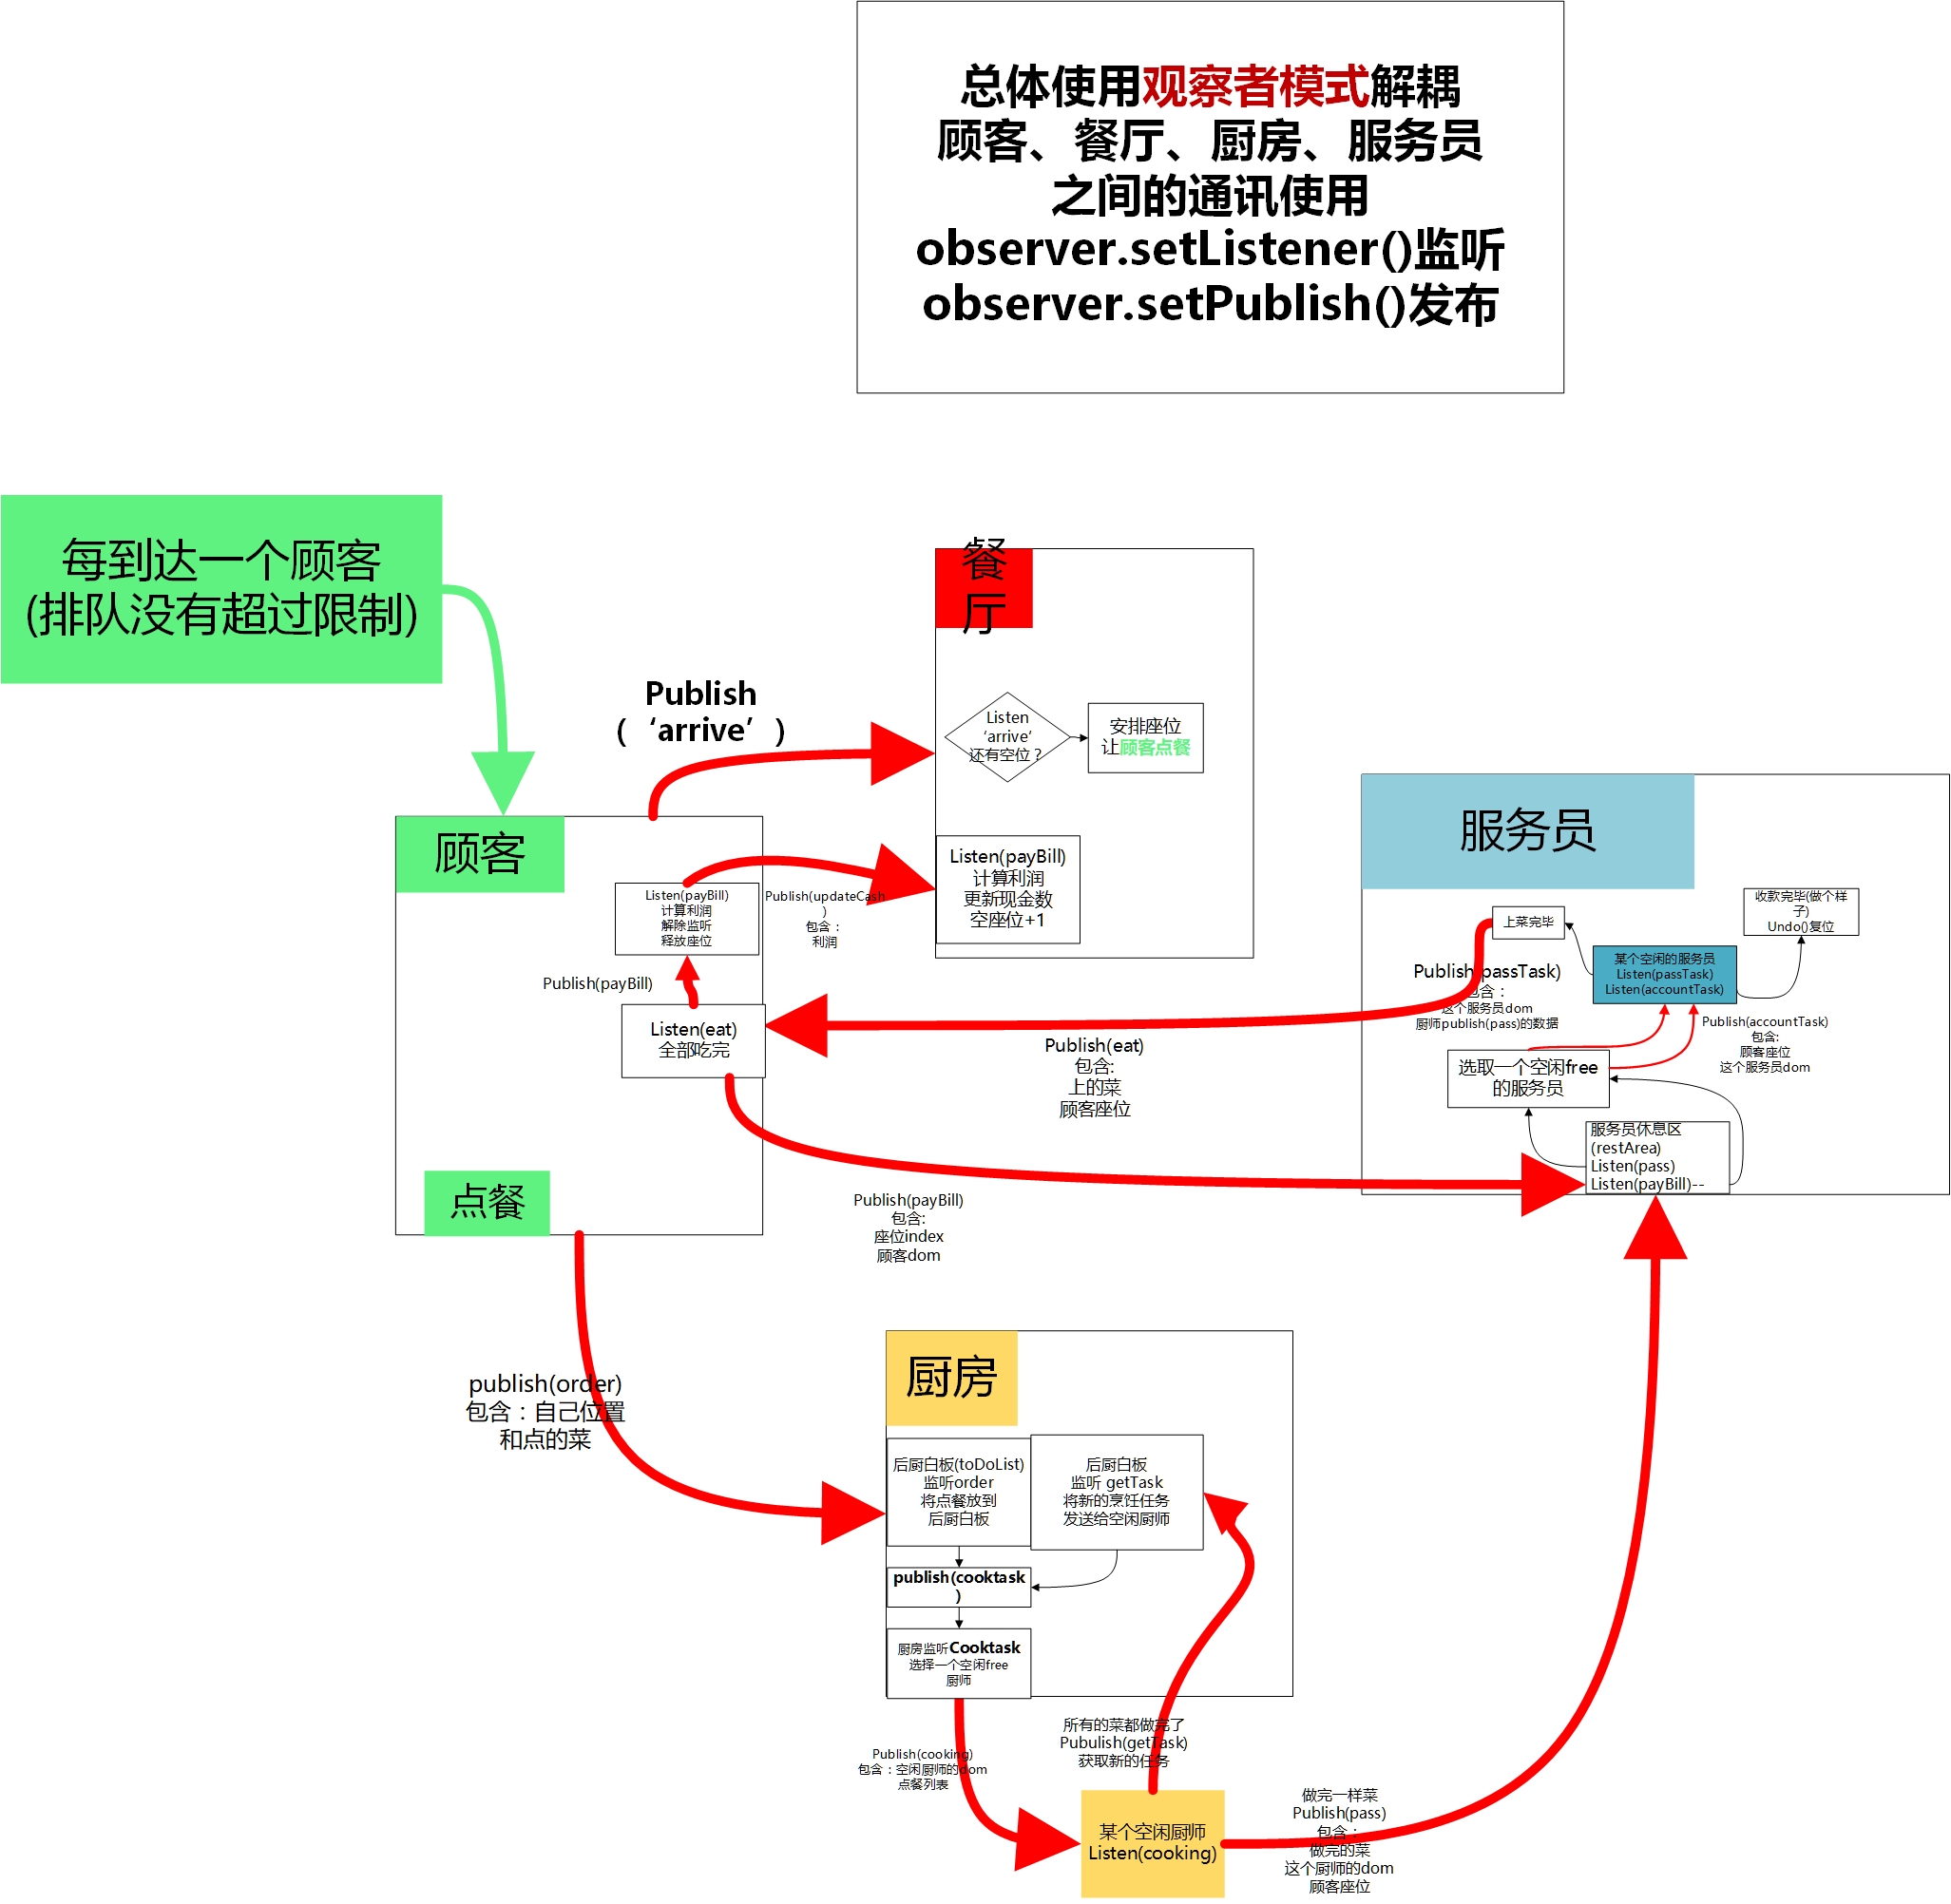 总体使用观察者模式解耦
顾客、餐厅、厨房、服务员
之间的通讯使用
observer.setListener()监听
observer.setPublish()发布
每到达一个顾客
(排队没有超过限制)
餐
厅
Publish
(‘arrive’)
Listen
‘arrive‘
还有空位？
安排座位
让顾客点餐
顾客
Listen(payBill)
计算利润
解除监听
释放座位
Publish(updateCash
)
包含：
利润
Listen(payBill)
计算利润
更新现金数
空座位+1
Publish(payBill)
Listen(eat)
全部吃完
点餐
服务员
收款完毕(做个样
子)
Undo()复位
上菜完毕
某个空闲的服务员
Listen(passTask)
Listen(accountTask)
Publish(passTask)
包含：
这个服务员dom
厨师publish(pass)的数据
Publish(accountTask)
包含:
顾客座位
这个服务员dom
Publish(eat)
包含:
上的菜
顾客座位
选取一个空闲free
的服务员
服务员休息区
(restArea)
Listen(pass)
Listen(payBill)--
Publish(payBill)
包含:
座位index
顾客dom
publish(order)
包含：自己位置
和点的菜
厨房
后厨白板(toDoList)
监听order
将点餐放到
后厨白板
后厨白板
监听 getTask
将新的烹饪任务
发送给空闲厨师
publish(cooktask
)
厨房监听Cooktask
选择一个空闲free
厨师
Publish(cooking)
包含：空闲厨师的dom
点餐列表
所有的菜都做完了
Pubulish(getTask)
获取新的任务
某个空闲厨师
Listen(cooking)
做完一样菜
Publish(pass)
包含：
做完的菜
这个厨师的dom
顾客座位